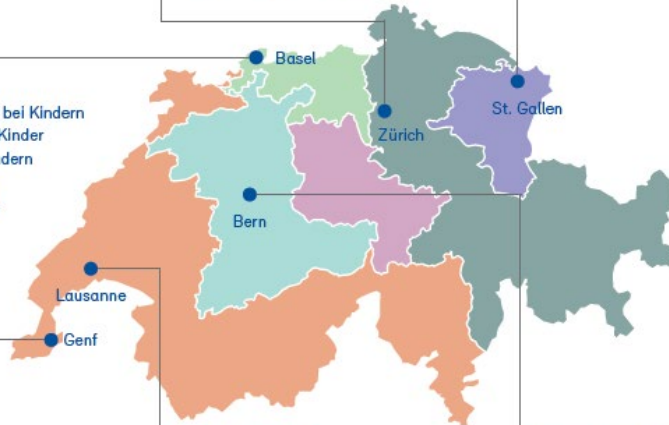 Basel
bei Kindern
Kinder
dern
St. Gallen
Zürich
Bern
Lausanne
Genf